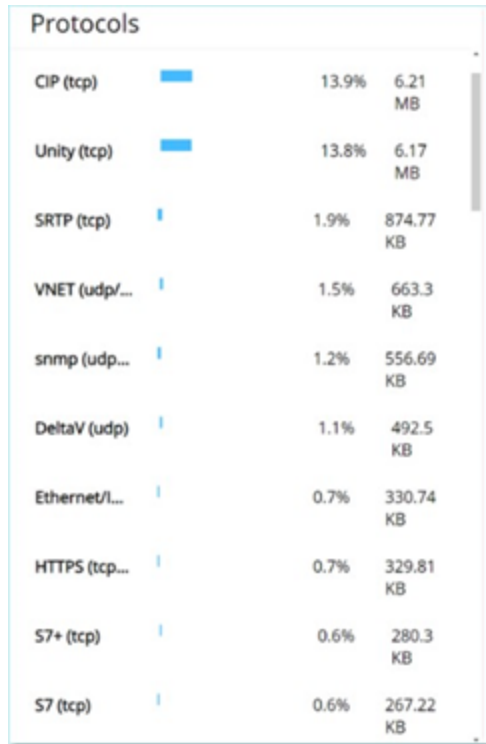 Protocols
CIP (tcp) 13.9% 6.21
MB
Unity (tcp) 13.8% 6.17
MB
SRTP (tcp) 1.9% 874.77
KB
VNET (udp/... 1.5% 663.3
KB
snmp (udp... 1.2% 556.69
KB
DeltaV (udp) 1.1% 492.5
KB
Ethernet/I... 0.7% 330.74
KB
HTTPS (tcp... 0.7% 329.81
KB
S7+ (tcp) 0.6% 280.3
KB
S7 (tcp) 0.6% 267.22
KB